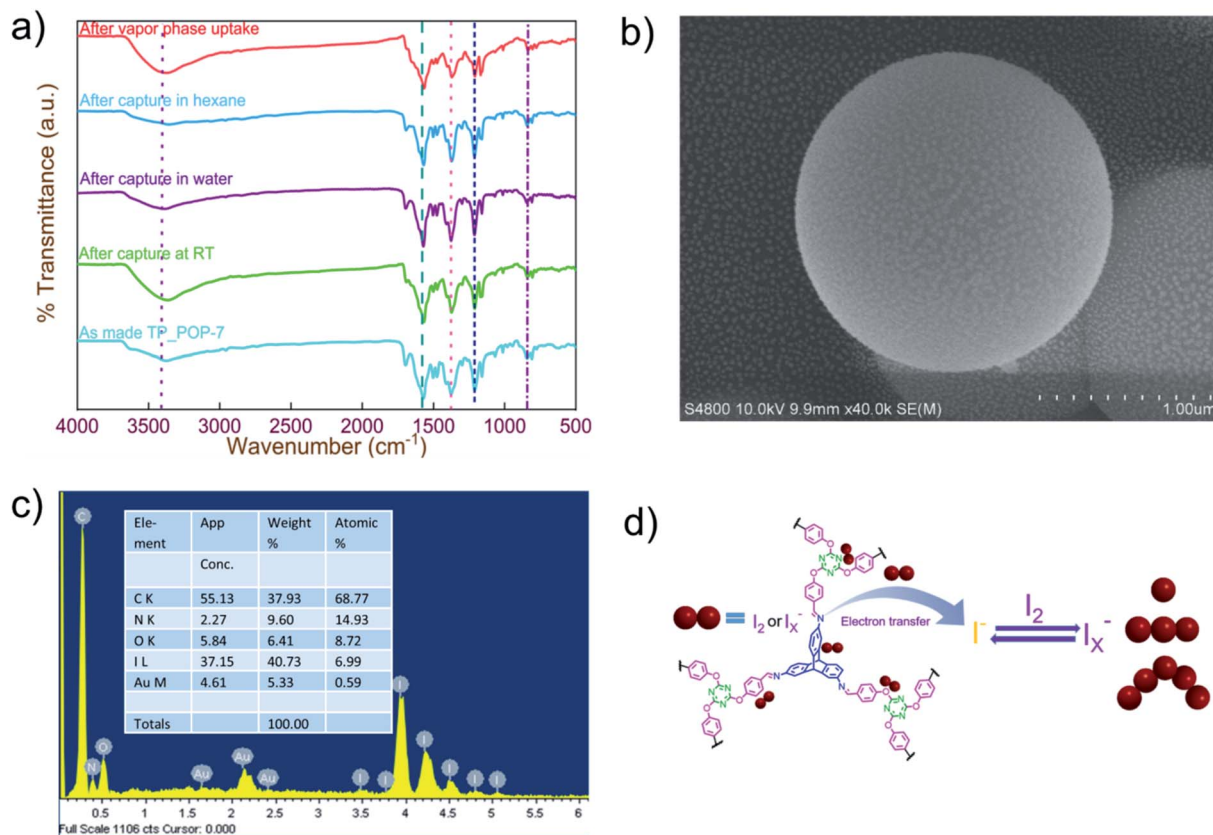 a)
After vapor phase uptake
After capture in hexane
After capture in water
After capture at RT
As made TP_POP-7
% Transmittance (a.u.)
4000 3500 3000 2500 2000 1500 1000 500
Wavenumber (cm-1)
b)
S4800 10.0kV 9.9mm x40.0k SE(M)
1.00um
c)
Ele-ment App Weight % Atomic %
Conc.
C K 55.13 37.93 68.77
N K 2.27 9.60 14.93
O K 5.84 6.41 8.72
I L 37.15 40.73 6.99
Au M 4.61 5.33 0.59
Totals 100.00
C
N
O
Au
Au
Au
I
I
I
I
I
I
I
0.5 1 1.5 2 2.5 3 3.5 4 4.5 5 5.5 6
Full Scale 1106 cts Cursor: 0.000
d)
I2 or IX-
Electron transfer
I-
I2
IX-